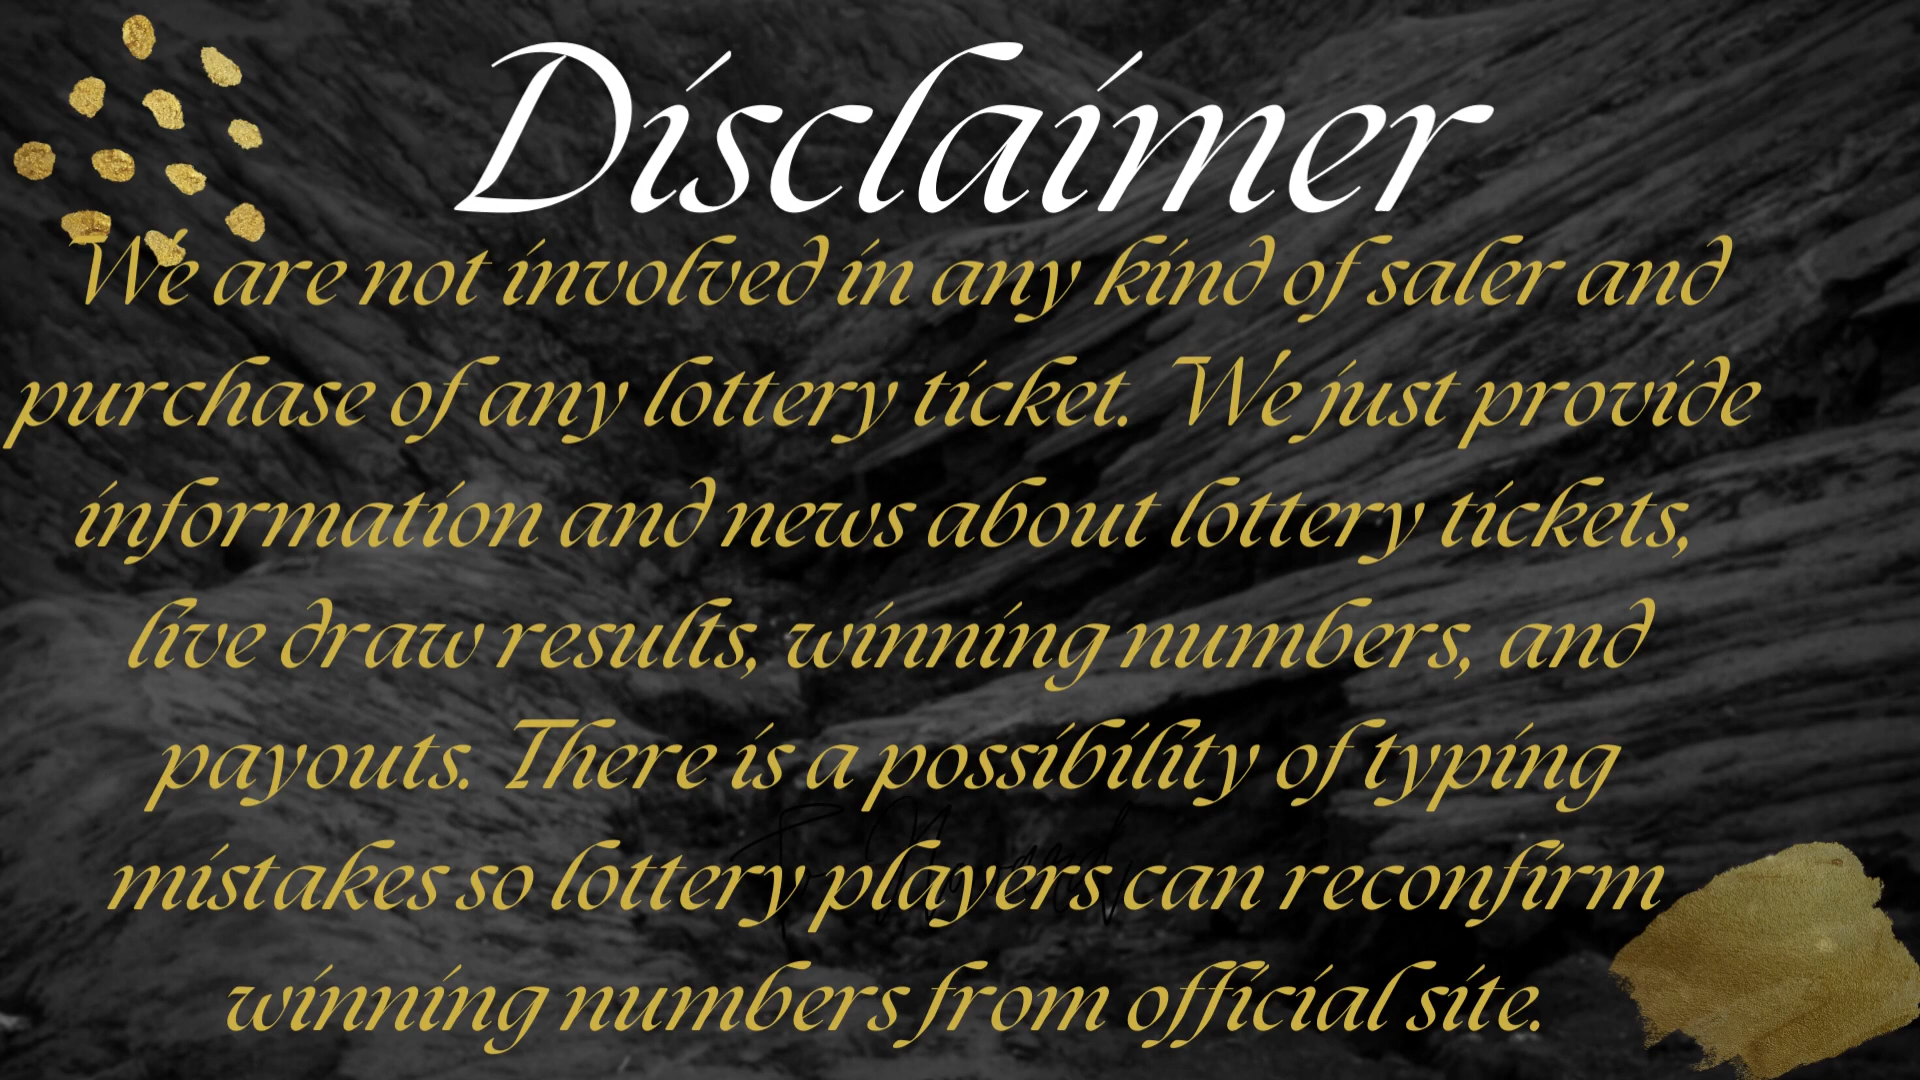 Disclaimer
We are not involved in any kind of saler and
purchase of any lottery ticket. We just provide
information and news about lottery tickets,
live draw results, winning numbers, and
payouts. There is a possibility of typing
mistakes so lottery players can reconfirm
winning numbers from official site.